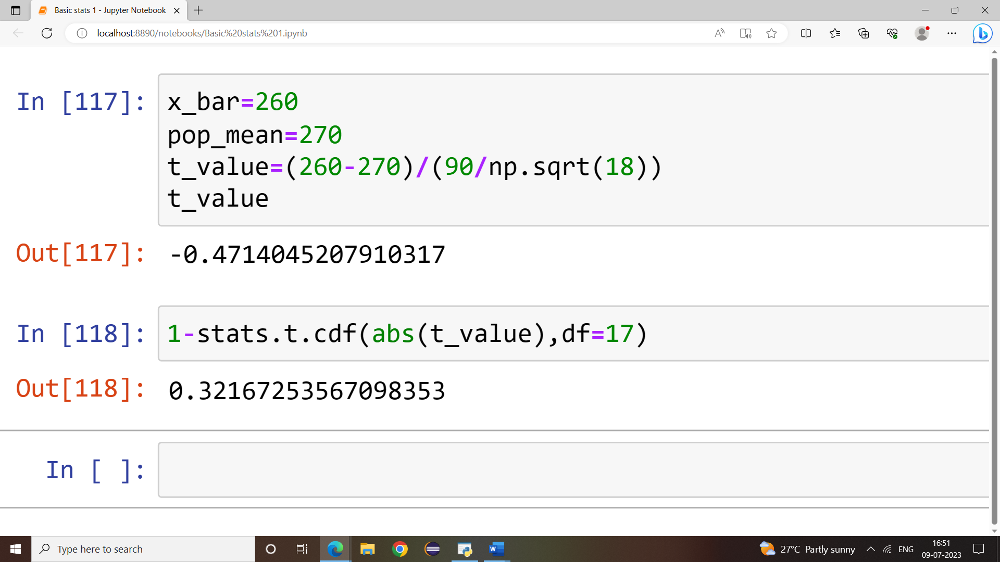 Basic stats 1 - Jupyter Notebook
localhost:8890/notebooks/Basic%20stats%201.ipynb
In [117]:
x_bar=260
pop_mean=270
t_value=(260-270)/(90/np.sqrt(18))
t_value
Out[117]:
-0.4714045207910317
In [118]:
1-stats.t.cdf(abs(t_value),df=17)
Out[118]:
0.32167253567098353
In [ ]:
Type here to search
27°C Partly sunny
ENG
16:51
09-07-2023